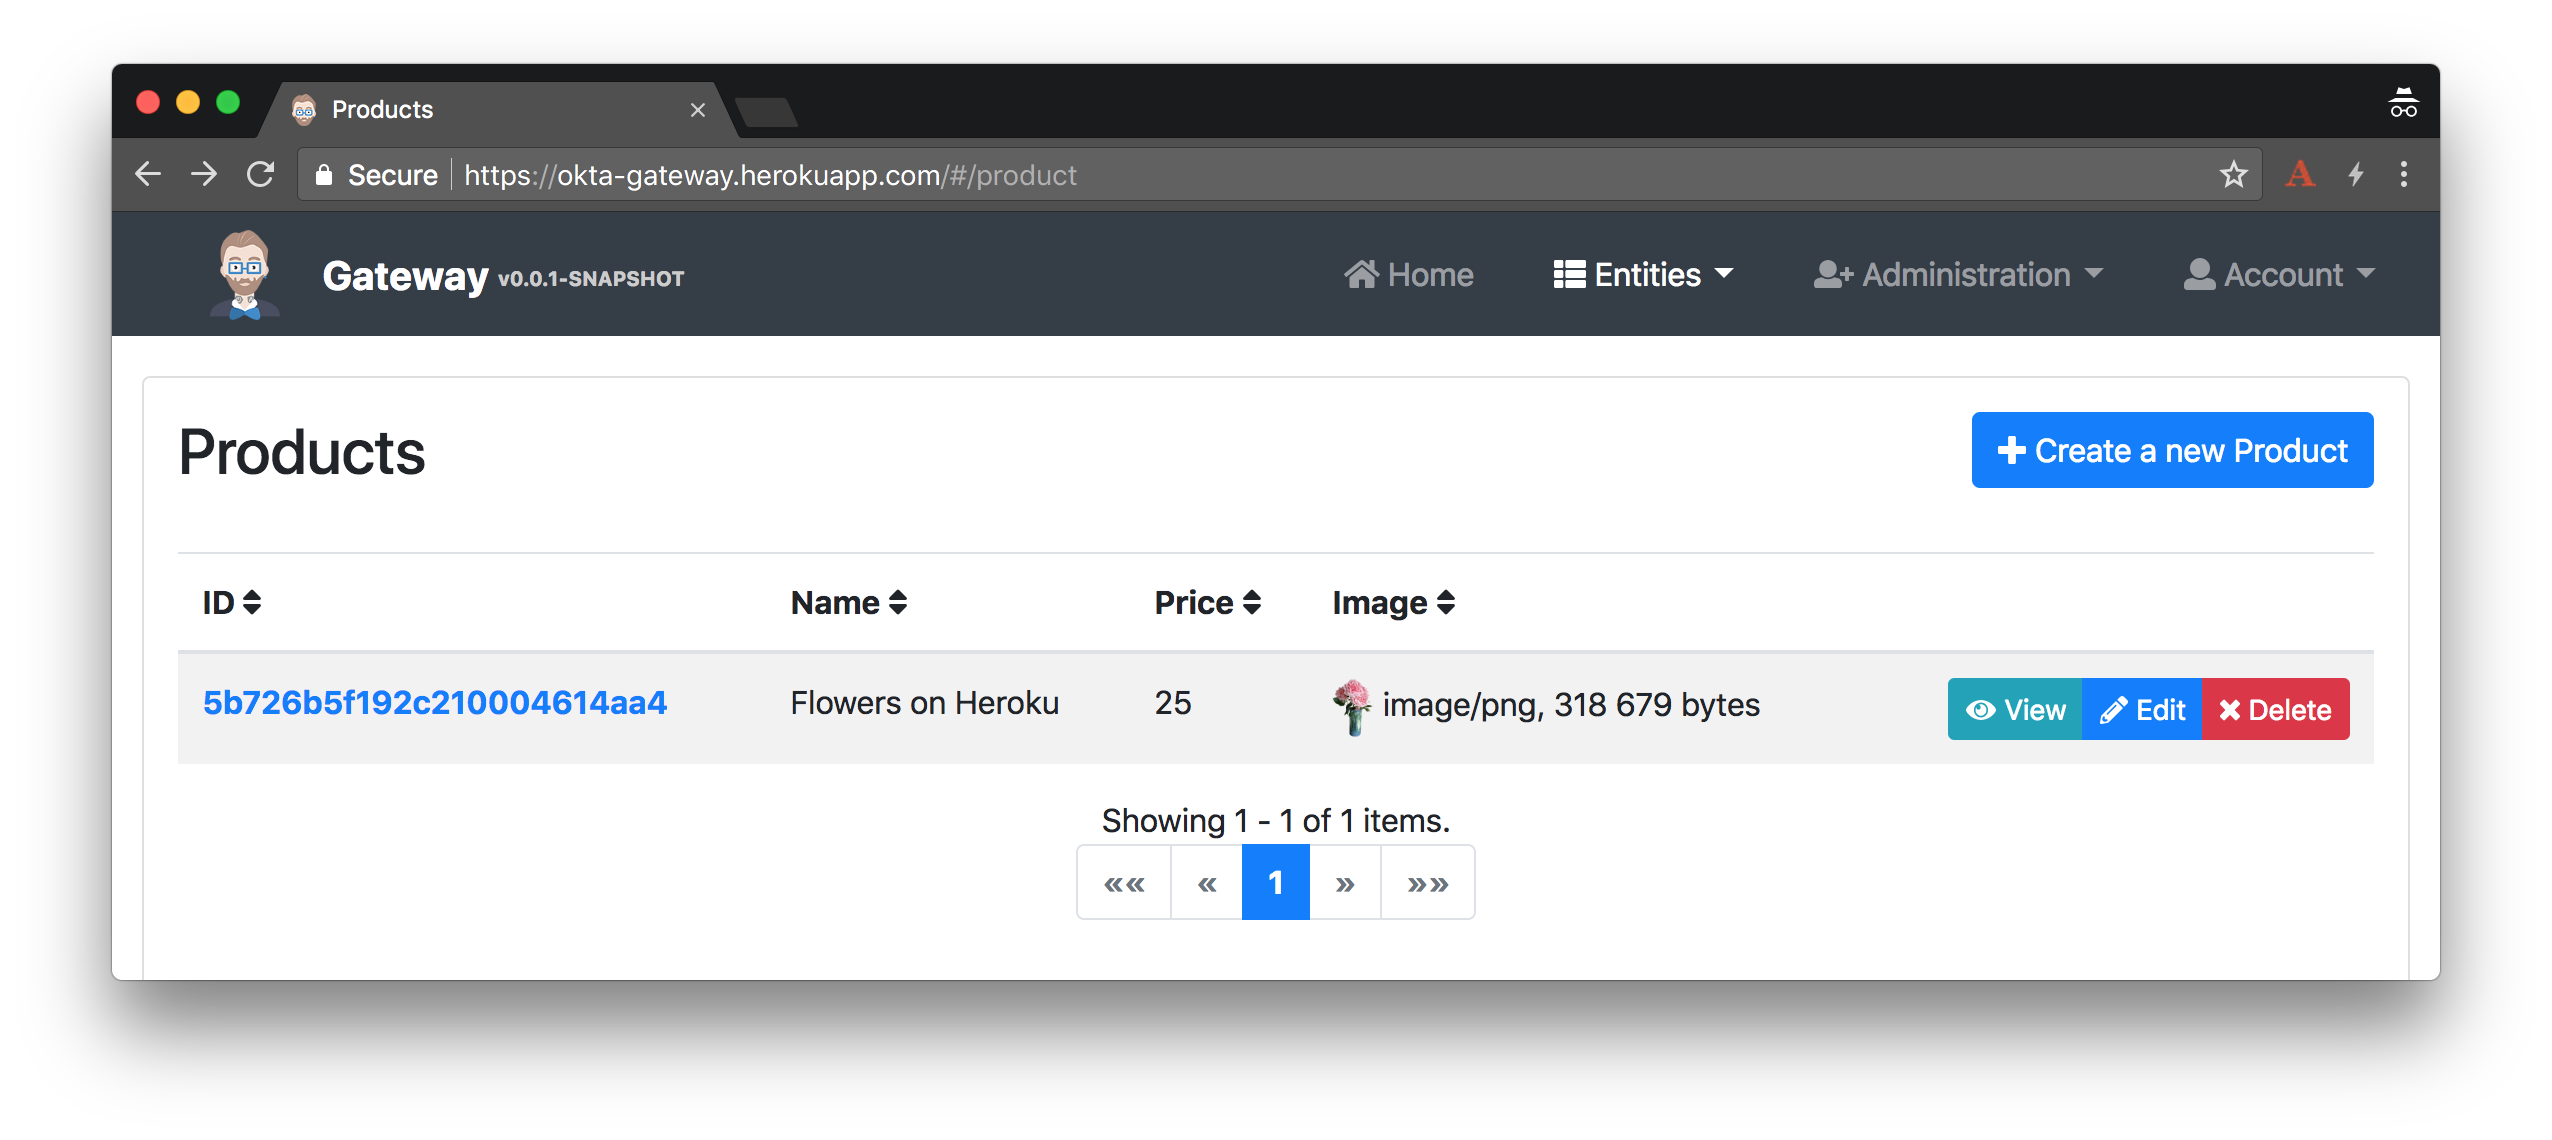 Products
Secure https://okta-gateway.herokuapp.com/#/product
Gateway v0.0.1-SNAPSHOT Home Entities Administration Account
Products Create a new Product
ID Name Price Image
5b726b5f192c210004614aa4 Flowers on Heroku 25 image/png, 318 679 bytes View Edit Delete
Showing 1 - 1 of 1 items.
«« « 1 » »»